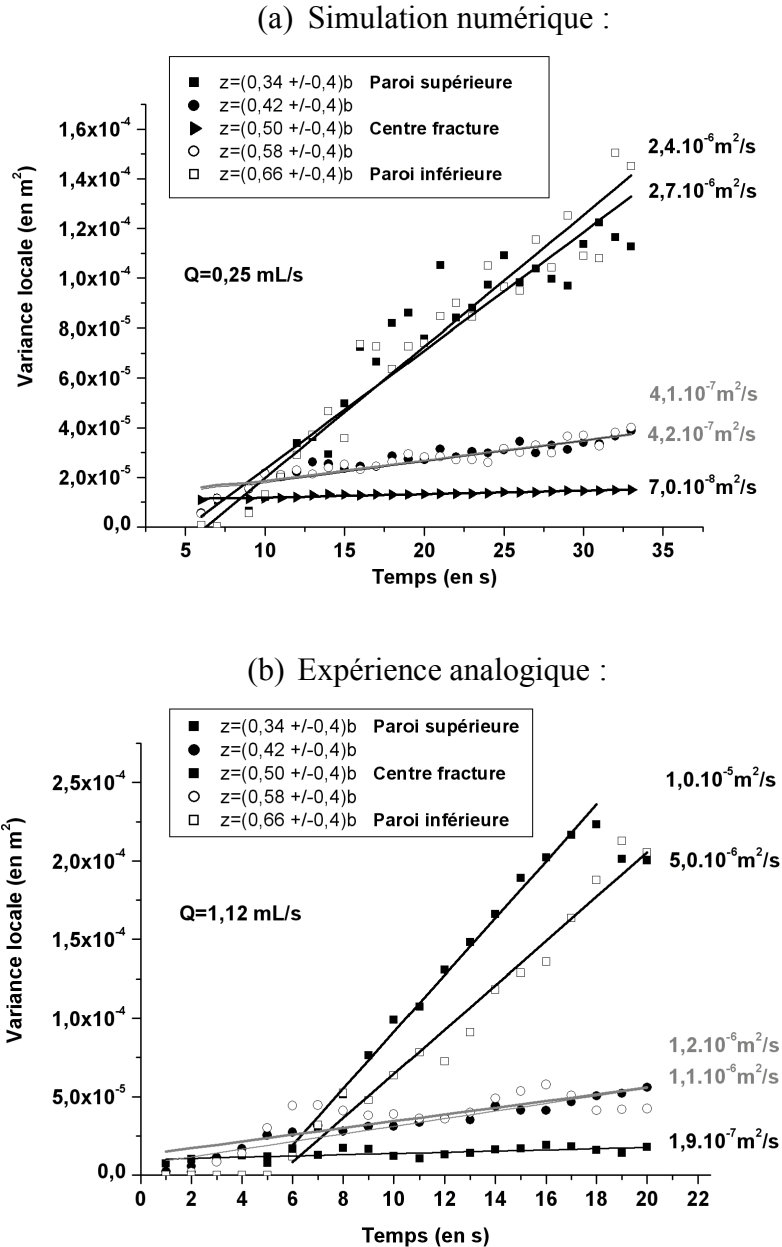 (a) Simulation numérique :
z=(0,34 +/-0,4)b Paroi supérieure
z=(0,42 +/-0,4)b
z=(0,50 +/-0,4)b Centre fracture
z=(0,58 +/-0,4)b
z=(0,66 +/-0,4)b Paroi inférieure
Q=0,25 mL/s
Variance locale (en m²)
1,6x10⁻⁴
1,4x10⁻⁴
1,2x10⁻⁴
1,0x10⁻⁴
8,0x10⁻⁵
6,0x10⁻⁵
4,0x10⁻⁵
2,0x10⁻⁵
0,0
2,4.10⁻⁶m²/s
2,7.10⁻⁶m²/s
4,1.10⁻⁷m²/s
4,2.10⁻⁷m²/s
7,0.10⁻⁸m²/s
5 10 15 20 25 30 35
Temps (en s)
(b) Expérience analogique :
z=(0,34 +/-0,4)b Paroi supérieure
z=(0,42 +/-0,4)b
z=(0,50 +/-0,4)b Centre fracture
z=(0,58 +/-0,4)b
z=(0,66 +/-0,4)b Paroi inférieure
Q=1,12 mL/s
Variance locale (en m²)
2,5x10⁻⁴
2,0x10⁻⁴
1,5x10⁻⁴
1,0x10⁻⁴
5,0x10⁻⁵
0,0
1,0.10⁻⁵m²/s
5,0.10⁻⁶m²/s
1,2.10⁻⁶m²/s
1,1.10⁻⁶m²/s
1,9.10⁻⁷m²/s
0 2 4 6 8 10 12 14 16 18 20 22
Temps (en s)